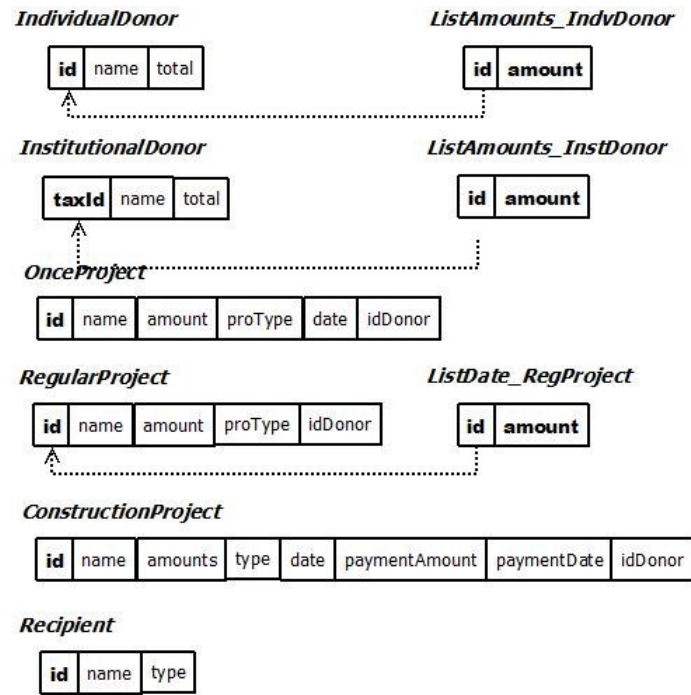 IndividualDonor ListAmounts_IndvDonor
id name total id amount
InstitutionalDonor ListAmounts_InstDonor
taxId name total id amount
OnceProject
id name amount proType date idDonor
RegularProject ListDate_RegProject
id name amount proType idDonor id amount
ConstructionProject
id name amounts type date paymentAmount paymentDate idDonor
Recipient
id name type